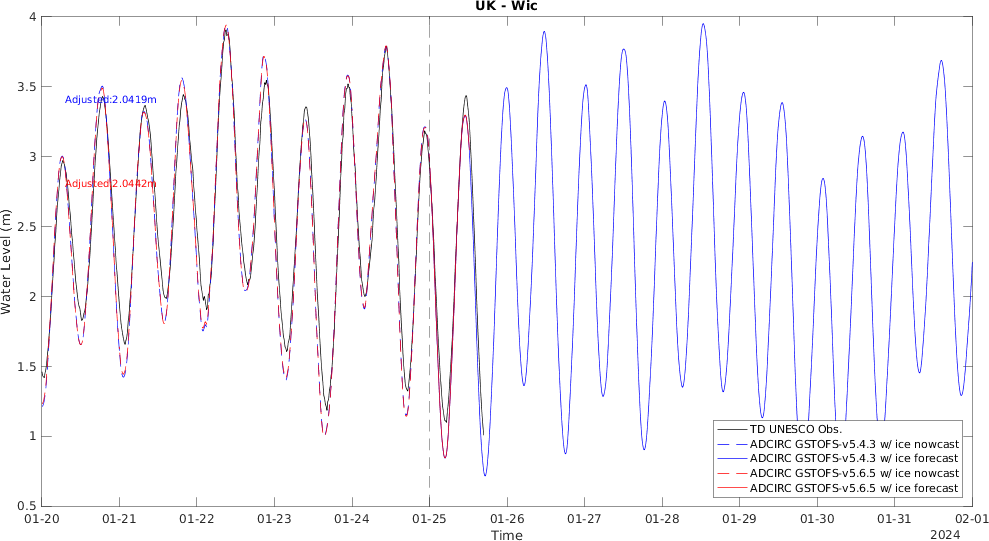 UK - Wic
4
3.5
3
2.5
2
1.5
1
0.5
Water Level (m)
Adjusted:2.0419m
Adjusted:2.0442m
TD UNESCO Obs.
ADCIRC GSTOFS-v5.4.3 w/ ice nowcast
ADCIRC GSTOFS-v5.4.3 w/ ice forecast
ADCIRC GSTOFS-v5.6.5 w/ ice nowcast
ADCIRC GSTOFS-v5.6.5 w/ ice forecast
01-20 01-21 01-22 01-23 01-24 01-25 01-26 01-27 01-28 01-29 01-30 01-31 02-01
Time
2024